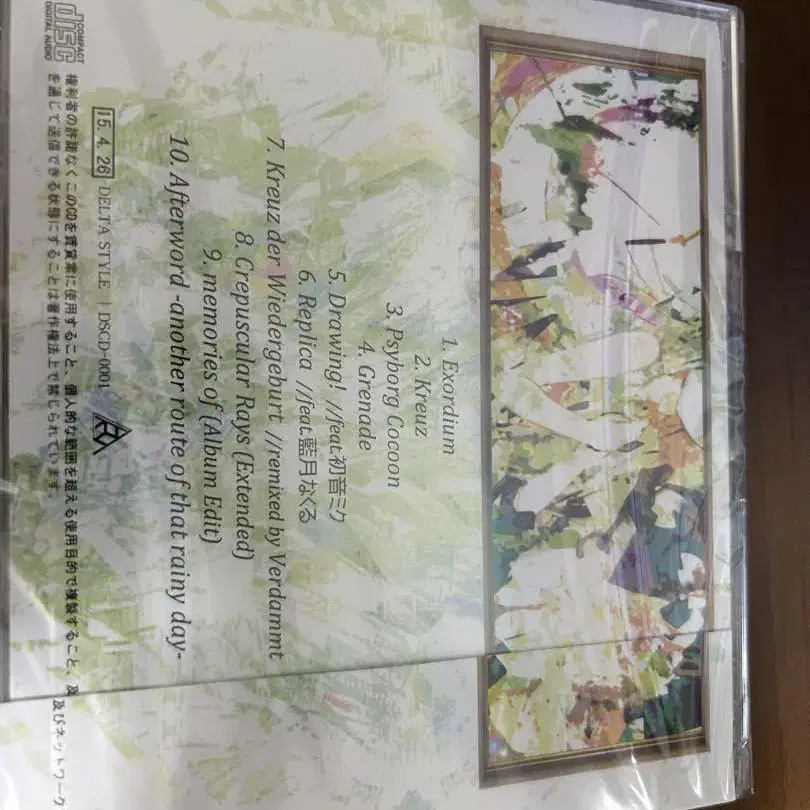 1. Exordium
2. Kreuz
3. Psyborg Cocoon
4. Grenade
5. Drawing! //feat.初音ミク
6. Replica //feat.藍月なくる
7. Kreuz der Wiedergeburt //remixed by Verdammt
8. Crepuscular Rays (Extended)
9. memories of (Album Edit)
10. Afterword -another route of that rainy day-
15. 4. 26 DELTA STYLE | DSCD-0001
権利者の許諾なくこのCDを賃貸業に使用すること、個人的な範囲を超える使用目的で複製すること、及びネットワーク
を通じて送信できる状態にすることは著作権法上で禁じられています。
COMPACT
disc
DIGITAL AUDIO